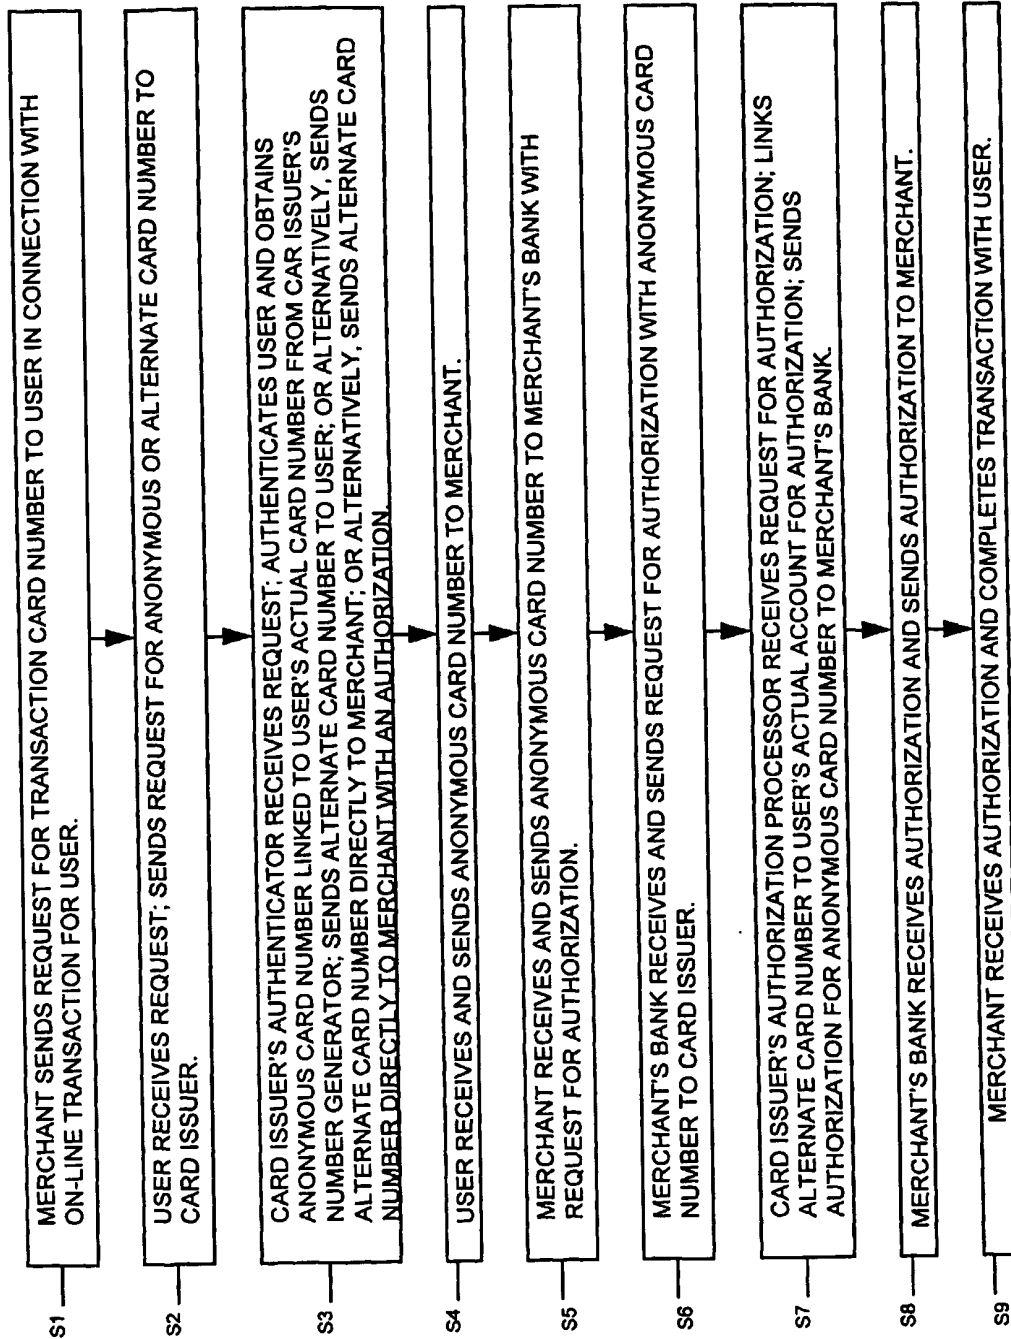 S1
MERCHANT SENDS REQUEST FOR TRANSACTION CARD NUMBER TO USER IN CONNECTION WITH
ON-LINE TRANSACTION FOR USER.
S2
USER RECEIVES REQUEST; SENDS REQUEST FOR ANONYMOUS OR ALTERNATE CARD NUMBER TO
CARD ISSUER.
S3
CARD ISSUER'S AUTHENTICATOR RECEIVES REQUEST; AUTHENTICATES USER AND OBTAINS
ANONYMOUS CARD NUMBER LINKED TO USER'S ACTUAL CARD NUMBER FROM CAR ISSUER'S
NUMBER GENERATOR; SENDS ALTERNATE CARD NUMBER TO USER; OR ALTERNATIVELY, SENDS
ALTERNATE CARD NUMBER DIRECTLY TO MERCHANT; OR ALTERNATIVELY, SENDS ALTERNATE CARD
NUMBER DIRECTLY TO MERCHANT WITH AN AUTHORIZATION.
S4
USER RECEIVES AND SENDS ANONYMOUS CARD NUMBER TO MERCHANT.
S5
MERCHANT RECEIVES AND SENDS ANONYMOUS CARD NUMBER TO MERCHANT'S BANK WITH
REQUEST FOR AUTHORIZATION.
S6
MERCHANT'S BANK RECEIVES AND SENDS REQUEST FOR AUTHORIZATION WITH ANONYMOUS CARD
NUMBER TO CARD ISSUER.
S7
CARD ISSUER'S AUTHORIZATION PROCESSOR RECEIVES REQUEST FOR AUTHORIZATION; LINKS
ALTERNATE CARD NUMBER TO USER'S ACTUAL ACCOUNT FOR AUTHORIZATION; SENDS
AUTHORIZATION FOR ANONYMOUS CARD NUMBER TO MERCHANT'S BANK.
S8
MERCHANT'S BANK RECEIVES AUTHORIZATION AND SENDS AUTHORIZATION TO MERCHANT.
S9
MERCHANT RECEIVES AUTHORIZATION AND COMPLETES TRANSACTION WITH USER.